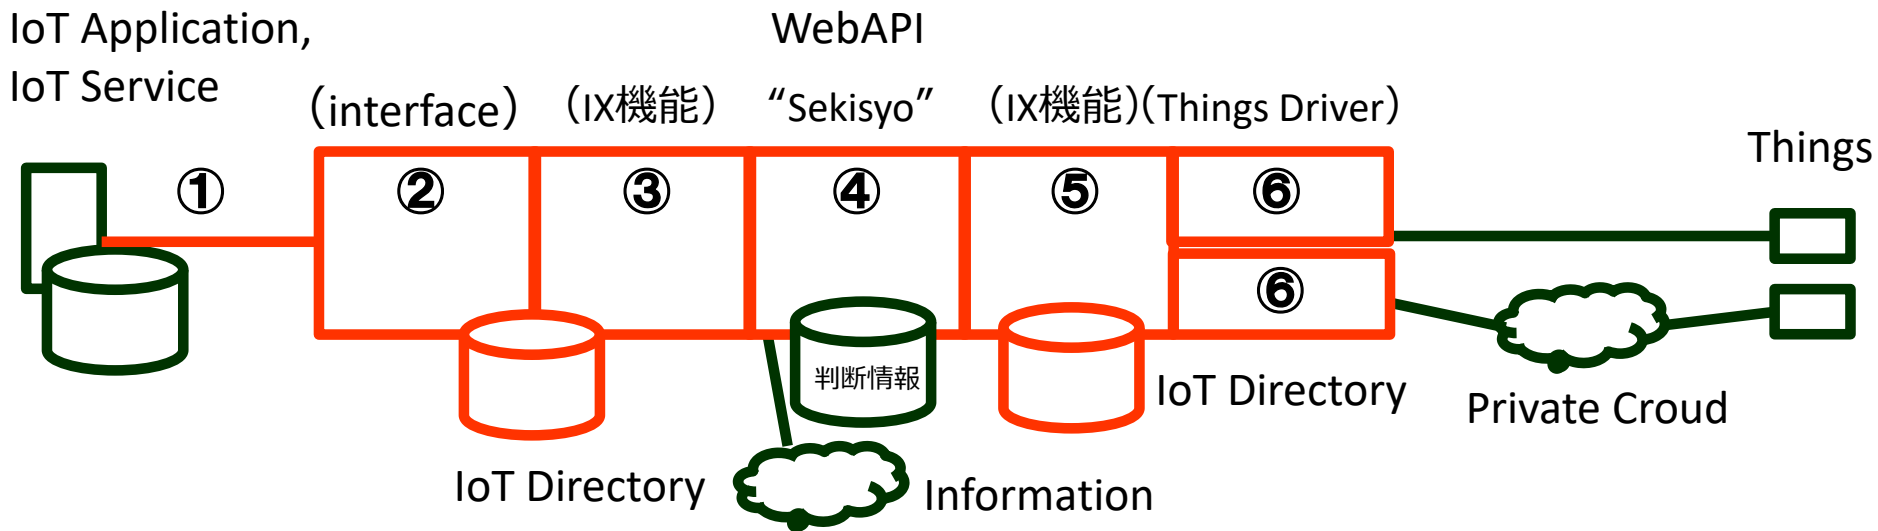 IoT Application,
IoT Service
WebAPI
（interface）
（IX機能）
“Sekisyo”
（IX機能）
（Things Driver）
Things
①
②
③
④
⑤
⑥
⑥
判断情報
IoT Directory
Private Croud
IoT Directory
Information